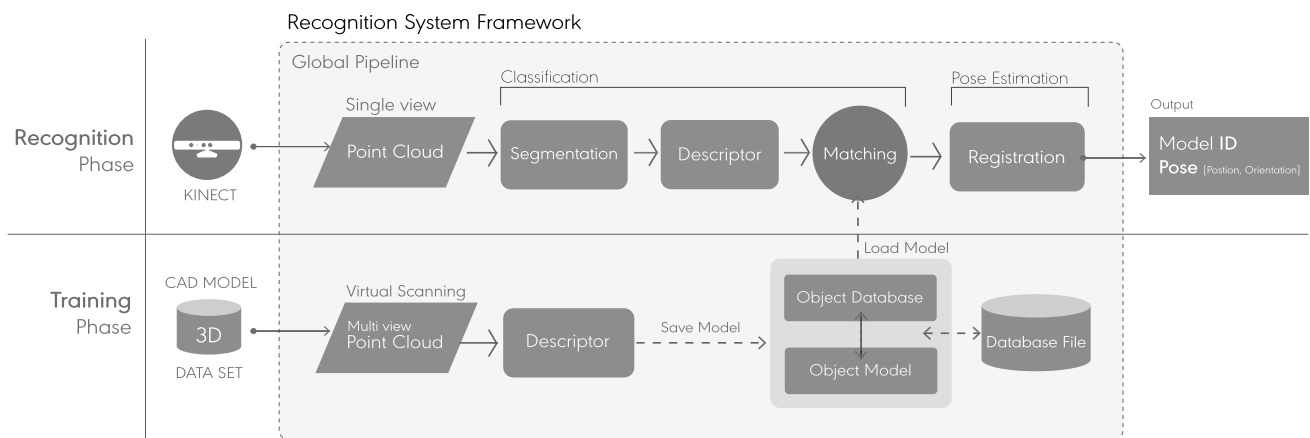 Recognition System Framework
Global Pipeline
Classification
Pose Estimation
Recognition
Phase
KINECT
Single view
Point Cloud
Segmentation
Descriptor
Matching
Registration
Output
Model ID
Pose [Postion, Orientation]
Load Model
Training
Phase
CAD MODEL
3D
DATA SET
Virtual Scanning
Multi view
Point Cloud
Descriptor
Save Model
Object Database
Object Model
Database File